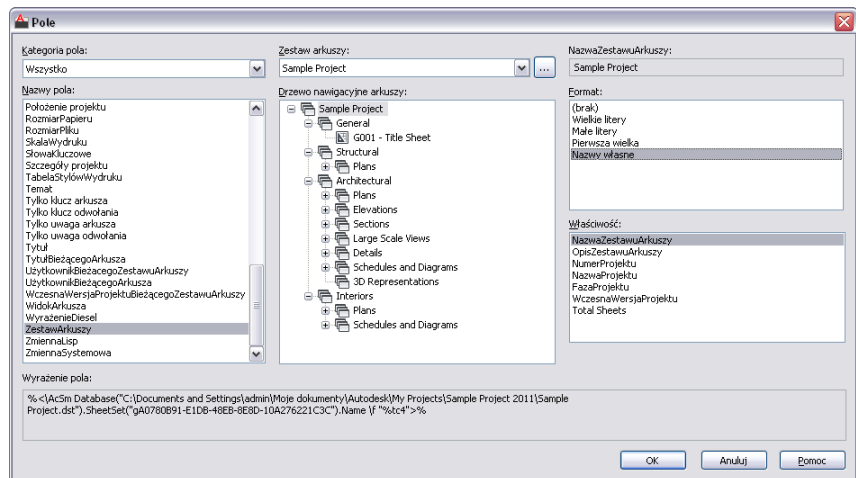 Pole
Kategoria pola:
Wszystko
Nazwy pola:
Położenie projektu
RozmiarPapieru
RozmiarPliku
SkalaWydruku
SłowaKluczowe
Szczegóły projektu
TabelaStylówWydruku
Temat
Tylko klucz arkusza
Tylko klucz odwołania
Tylko uwaga arkusza
Tylko uwaga odwołania
Tytuł
TytułBieżącegoArkusza
UżytkownikBieżacegoZestawuArkuszy
UżytkownikBieżącegoArkusza
WczesnaWersjaProjektuBieżącegoZestawuArkuszy
WidokArkusza
WyrażenieDiesel
ZestawArkuszy
ZmiennaLisp
ZmiennaSystemowa
Zestaw arkuszy:
Sample Project
...
Drzewo nawigacyjne arkuszy:
Sample Project
General
G001 - Title Sheet
Structural
Plans
Architectural
Plans
Elevations
Sections
Large Scale Views
Details
Schedules and Diagrams
3D Representations
Interiors
Plans
Schedules and Diagrams
NazwaZestawuArkuszy:
Sample Project
Format:
(brak)
Wielkie litery
Małe litery
Pierwsza wielka
Nazwy własne
Właściwość:
NazwaZestawuArkuszy
OpisZestawuArkuszy
NumerProjektu
NazwaProjektu
FazaProjektu
WczesnaWersjaProjektu
Total Sheets
Wyrażenie pola:
%<\AcSm Database("C:\Documents and Settings\admin\Moje dokumenty\Autodesk\My Projects\Sample Project 2011\Sample
Project.dst").SheetSet("gA0780B91-E1DB-48EB-8E8D-10A276221C3C").Name \f "%tc4">%
OK
Anuluj
Pomoc